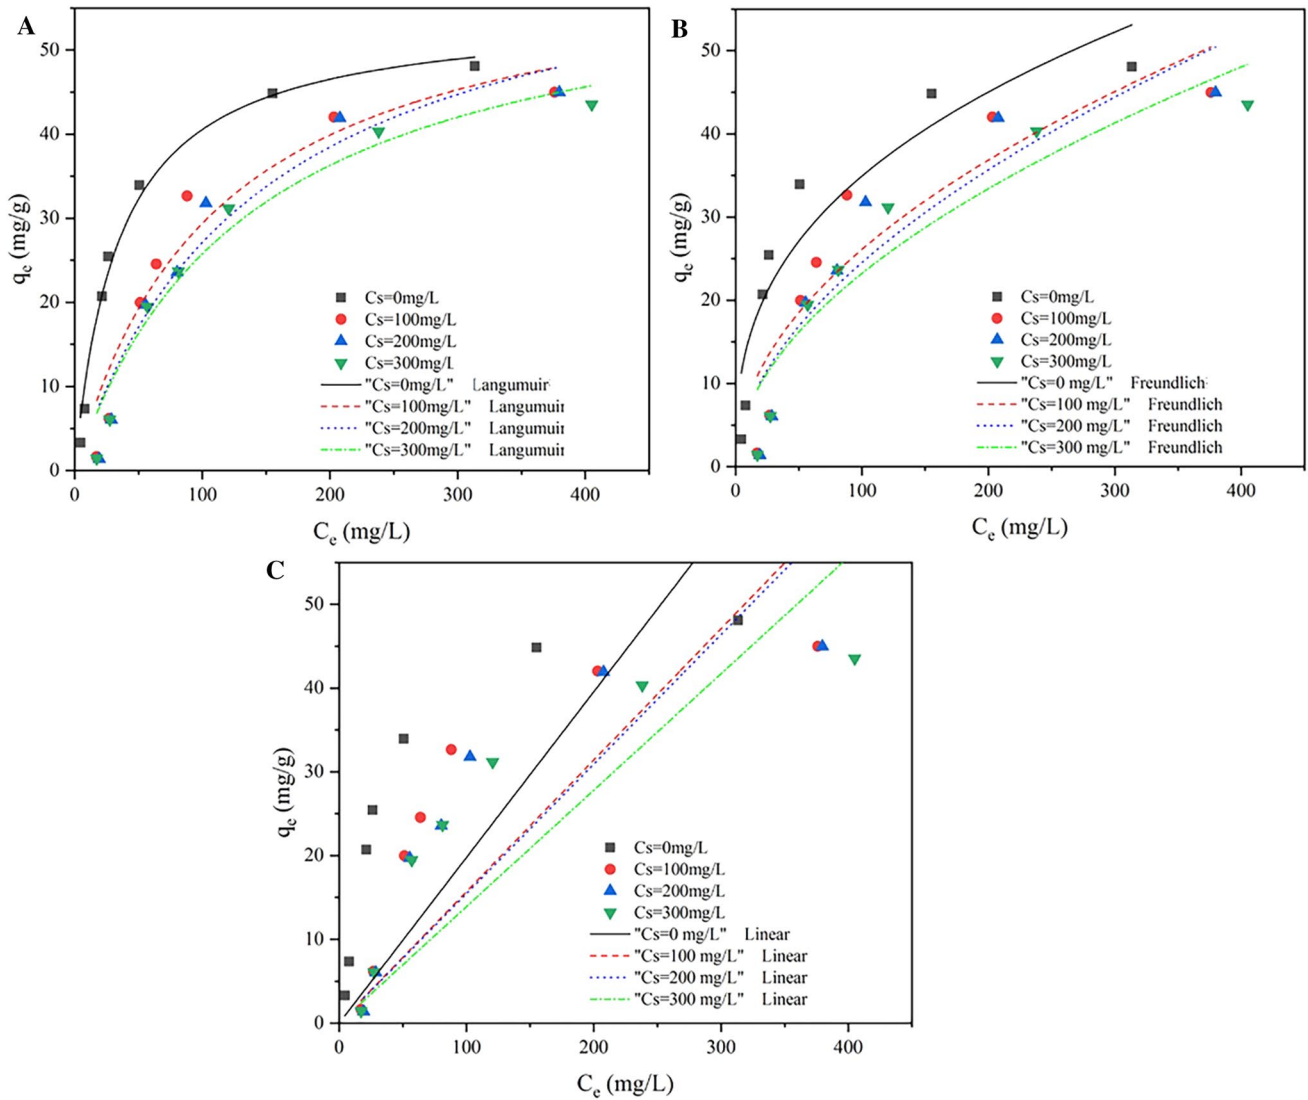 A
50
40
30
20
10
0
qe (mg/g)
Cs=0mg/L
Cs=100mg/L
Cs=200mg/L
Cs=300mg/L
"Cs=0mg/L" Langumuir
"Cs=100mg/L" Langumuir
"Cs=200mg/L" Langumuir
"Cs=300mg/L" Langumuir
0 100 200 300 400
Ce (mg/L)
B
50
40
30
20
10
0
qe (mg/g)
Cs=0mg/L
Cs=100mg/L
Cs=200mg/L
Cs=300mg/L
"Cs=0 mg/L" Freundlich
"Cs=100 mg/L" Freundlich
"Cs=200 mg/L" Freundlich
"Cs=300 mg/L" Freundlich
0 100 200 300 400
Ce (mg/L)
C
50
40
30
20
10
0
qe (mg/g)
Cs=0mg/L
Cs=100mg/L
Cs=200mg/L
Cs=300mg/L
"Cs=0 mg/L" Linear
"Cs=100 mg/L" Linear
"Cs=200 mg/L" Linear
"Cs=300 mg/L" Linear
0 100 200 300 400
Ce (mg/L)